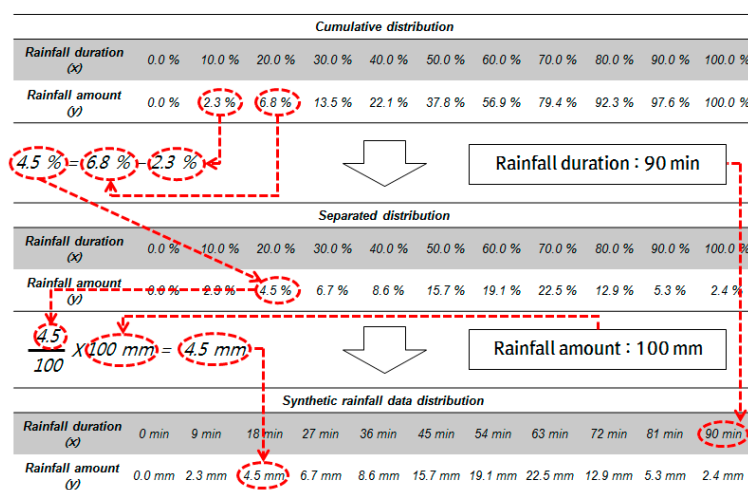 Cumulative distribution
Rainfall duration (x) 0.0 % 10.0 % 20.0 % 30.0 % 40.0 % 50.0 % 60.0 % 70.0 % 80.0 % 90.0 % 100.0 %
Rainfall amount (y) 0.0 % 2.3 % 6.8 % 13.5 % 22.1 % 37.8 % 56.9 % 79.4 % 92.3 % 97.6 % 100.0 %
4.5 % = 6.8 % - 2.3 %
Rainfall duration : 90 min
Separated distribution
Rainfall duration (x) 0.0 % 10.0 % 20.0 % 30.0 % 40.0 % 50.0 % 60.0 % 70.0 % 80.0 % 90.0 % 100.0 %
Rainfall amount (y) 0.0 % 2.3 % 4.5 % 6.7 % 8.6 % 15.7 % 19.1 % 22.5 % 12.9 % 5.3 % 2.4 %
4.5
100 X 100 mm = 4.5 mm
Rainfall amount : 100 mm
Synthetic rainfall data distribution
Rainfall duration (x) 0 min 9 min 18 min 27 min 36 min 45 min 54 min 63 min 72 min 81 min 90 min
Rainfall amount (y) 0.0 mm 2.3 mm 4.5 mm 6.7 mm 8.6 mm 15.7 mm 19.1 mm 22.5 mm 12.9 mm 5.3 mm 2.4 mm